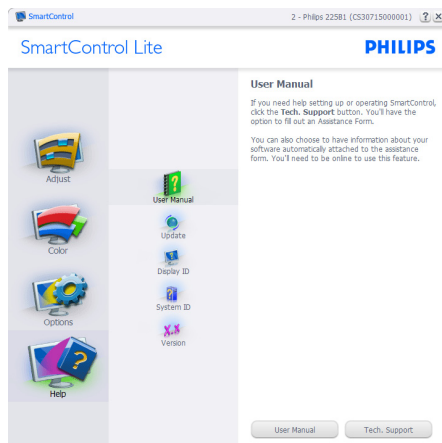 SmartControl
2 - Philips 225B1 (CS30715000001)
? X
SmartControl Lite
PHILIPS
Adjust
Color
Options
Help
User Manual
Update
Display ID
System ID
X.X
Version
User Manual
If you need help setting up or operating SmartControl,
click the Tech. Support button. You'll have the
option to fill out an Assistance Form.
You can also choose to have information about your
software automatically attached to the assistance
form. You'll need to be online to use this feature.
User Manual
Tech. Support